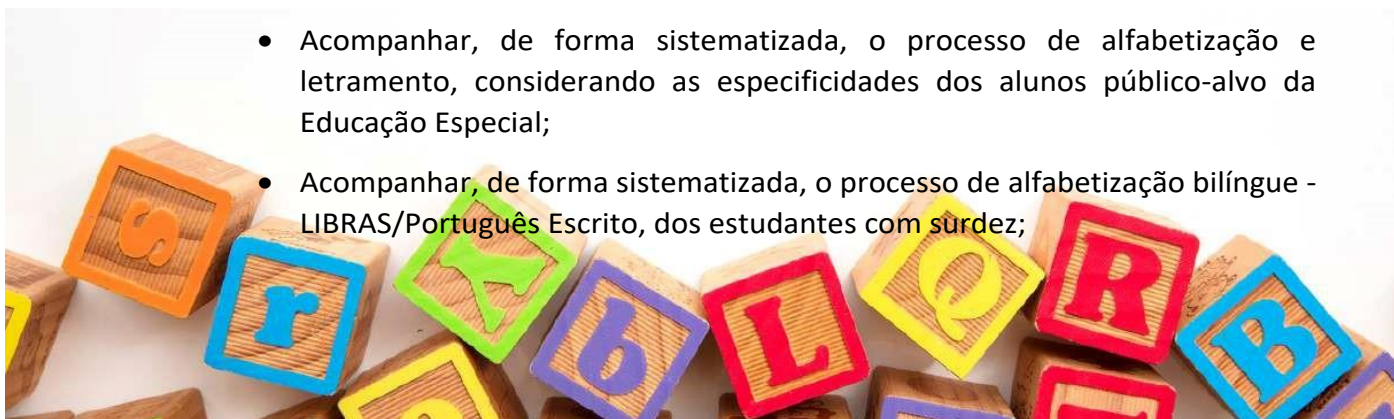 • Acompanhar, de forma sistematizada, o processo de alfabetização e
letramento, considerando as especificidades dos alunos público-alvo da
Educação Especial;
• Acompanhar, de forma sistematizada, o processo de alfabetização bilíngue -
LIBRAS/Português Escrito, dos estudantes com surdez;
s r k b L Q R B